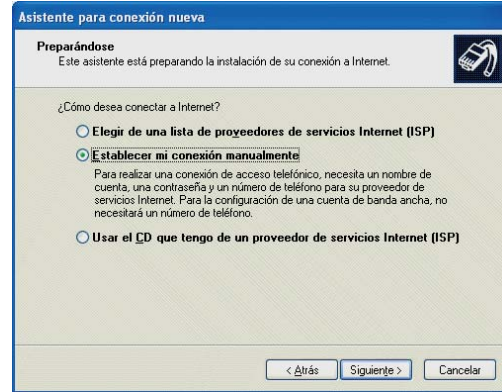 Asistente para conexión nueva
Preparándose
Este asistente está preparando la instalación de su conexión a Internet.
¿Cómo desea conectar a Internet?
Elegir de una lista de proveedores de servicios Internet (ISP)
Establecer mi conexión manualmente
Para realizar una conexión de acceso telefónico, necesita un nombre de
cuenta, una contraseña y un número de teléfono para su proveedor de
servicios Internet. Para la configuración de una cuenta de banda ancha, no
necesitará un número de teléfono.
Usar el CD que tengo de un proveedor de servicios Internet (ISP)
< Atrás Siguiente > Cancelar